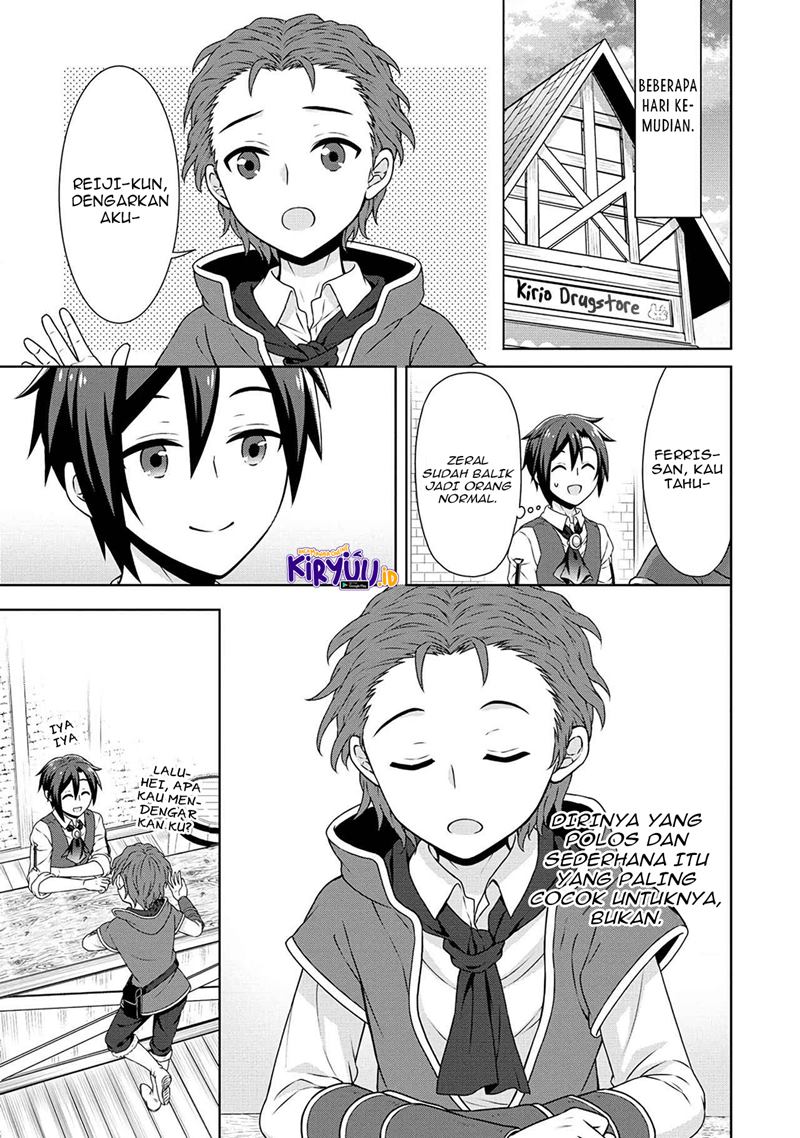 BEBERAPA
HARI KE-
MUDIAN.
Kirio Drugstore
REIJI-KUN,
DENGARKAN
AKU-
FERRIS-
SAN, KAU
TAHU-
ZERAL
SUDAH BALIK
JADI ORANG
NORMAL.
KIRYUU.ID
DIRINYA YANG
POLOS DAN
SEDERHANA ITU
YANG PALING
COCOK UNTUKNYA,
BUKAN.
IYA
IYA
LALU-
HEI, APA
KAU MEN-
DENGAR
KAN KU?